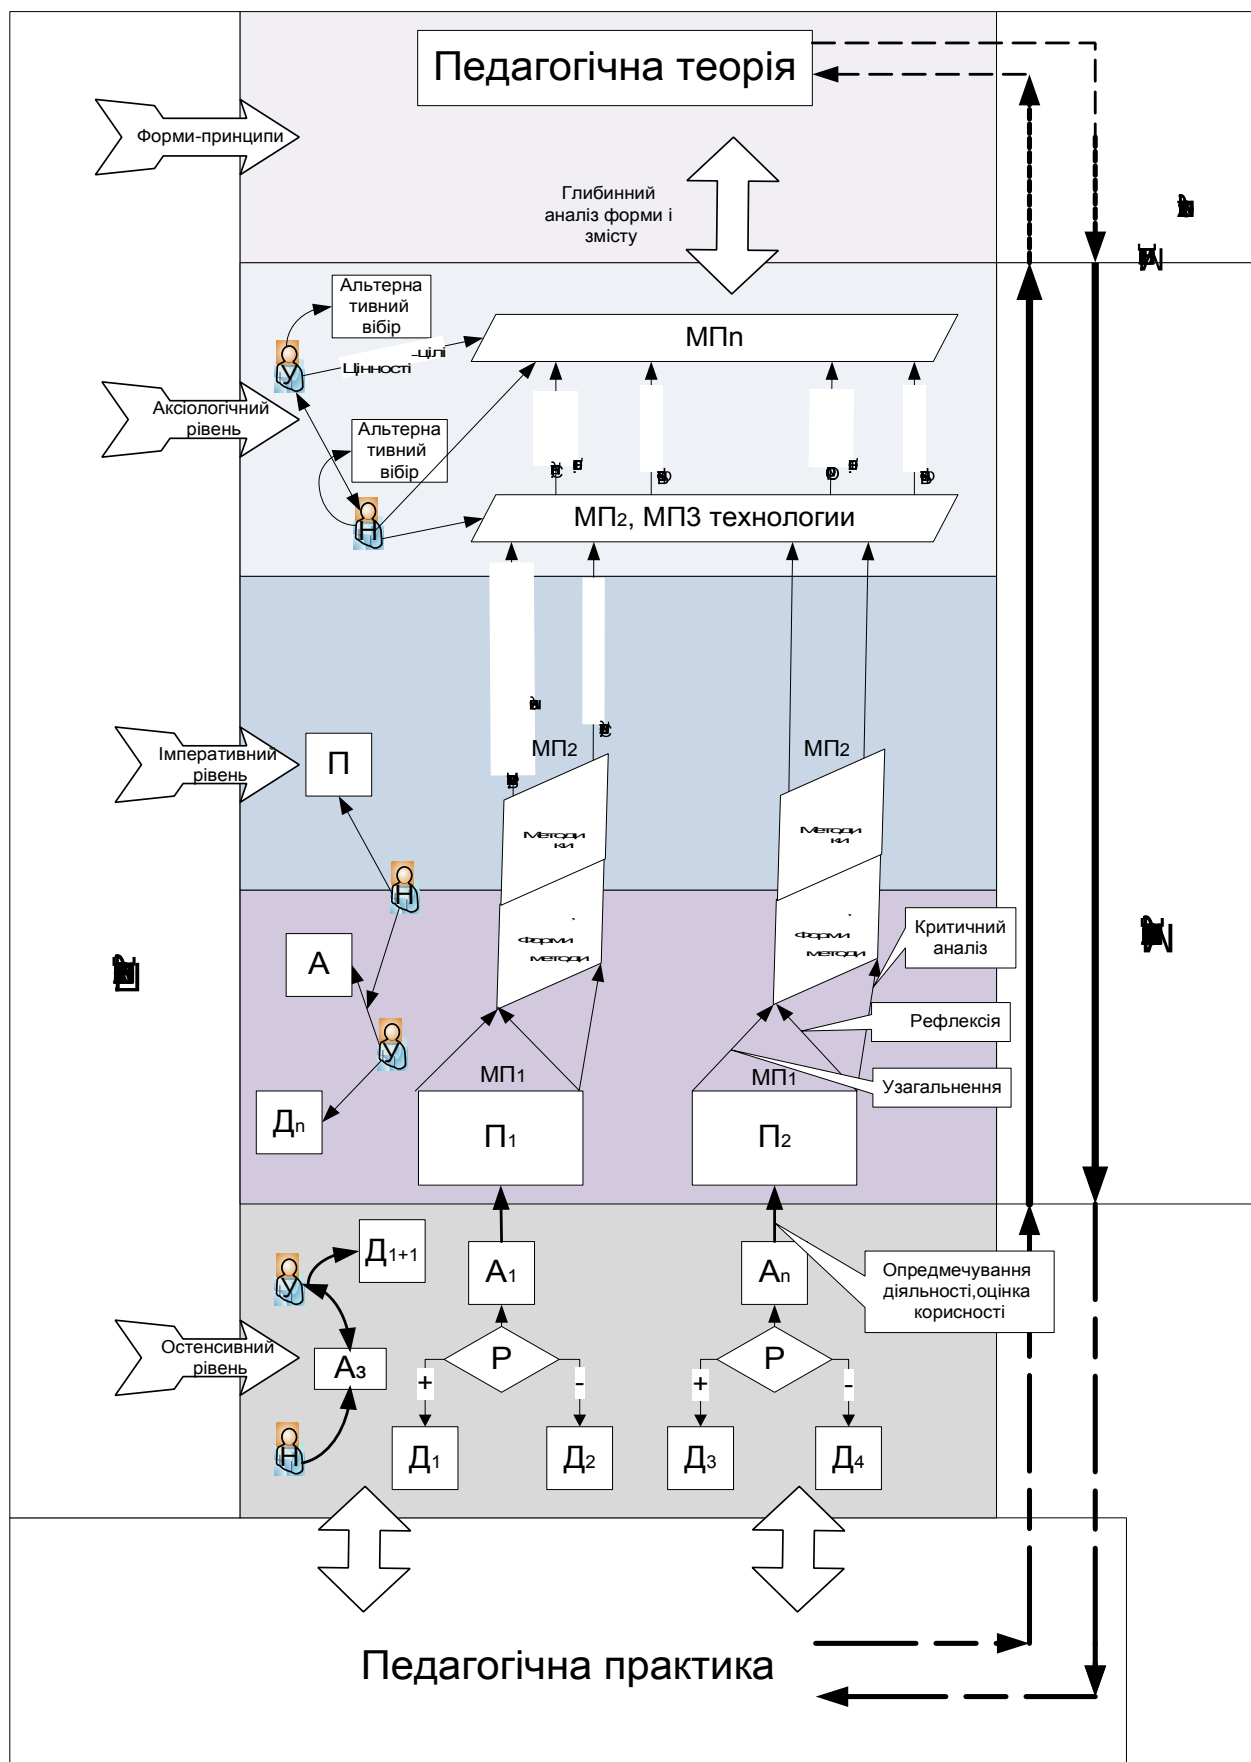 Педагогічна теорія
Форми-принципи
Глибинний
аналіз форми і
змісту
Альтерна
тивний
вибір
МПn
Цінності
цілі
У
Аксіологічний
рівень
Альтерна
тивний
вибір
Н
МП2, МП3 технологии
Імперативний
рівень
П
МП2
МП2
Методи
ки
Методи
ки
Н
Форми
методи
Форми
методи
Критичний
аналіз
А
Рефлексія
У
МП1
МП1
Узагальнення
Дn
П1
П2
Д1+1
У
А1
Аn
Опредмечування
діяльності,оцінка
корисності
Остенсивний
рівень
А3
Р
Р
+
-
+
-
Н
Д1
Д2
Д3
Д4
Педагогічна практика